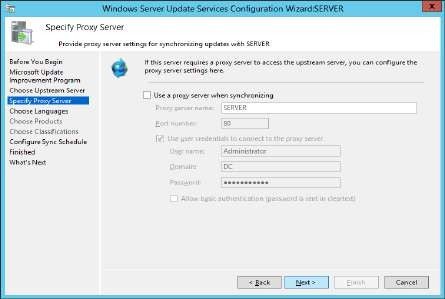 Windows Server Update Services Configuration Wizard:SERVER
Specify Proxy Server
Provide proxy server settings for synchronizing updates with SERVER
Before You Begin
Microsoft Update
Improvement Program
Choose Upstream Server
Specify Proxy Server
Choose Languages
Choose Products
Choose Classifications
Configure Sync Schedule
Finished
What's Next
If this server requires a proxy server to access the upstream server, you can configure the
proxy server settings here.
Use a proxy server when synchronizing
Proxy server name: SERVER
Port number: 80
Use user credentials to connect to the proxy server
User name: Administrator
Domain: DC
Password: •••••••••••
Allow basic authentication (password is sent in cleartext)
< Back
Next >
Finish
Cancel